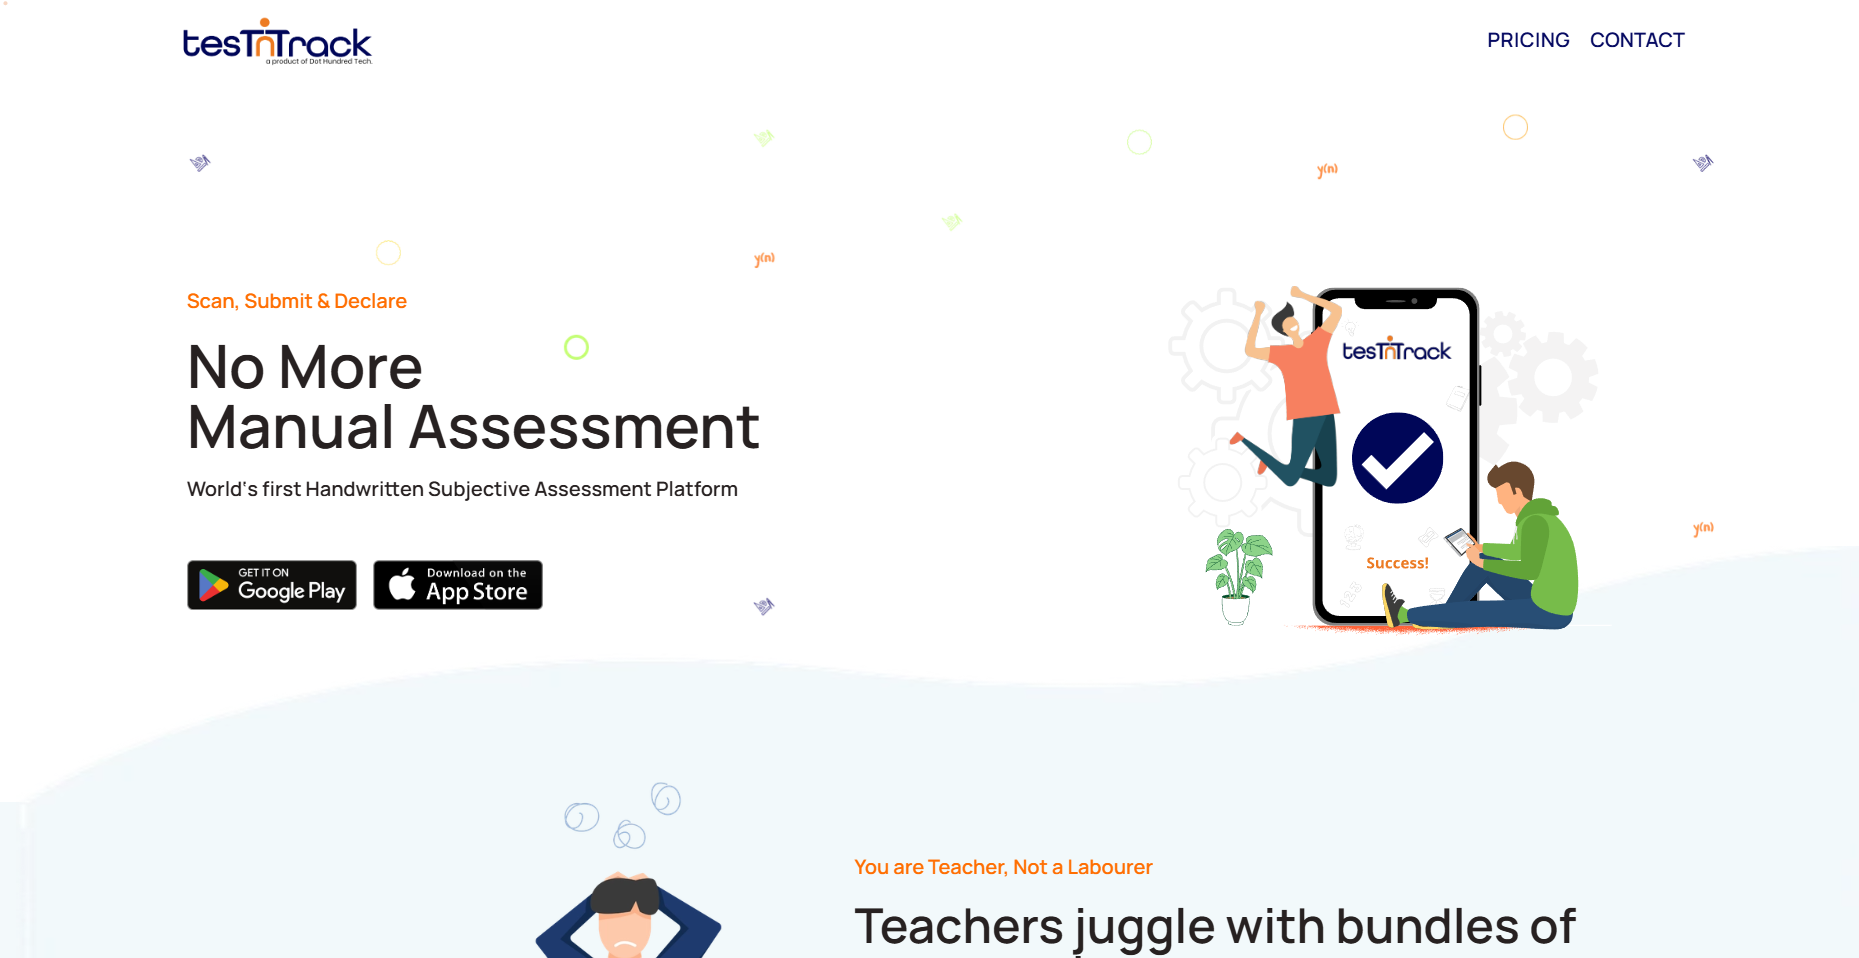 tesTnTrack
a product of Dot Hundred Tech.
PRICING CONTACT
y(n)
y(n)
Scan, Submit & Declare
No More
Manual Assessment
World's first Handwritten Subjective Assessment Platform
GET IT ON
Google Play
Download on the
App Store
tesTnTrack
Success!
123
y(n)
You are Teacher, Not a Labourer
Teachers juggle with bundles of